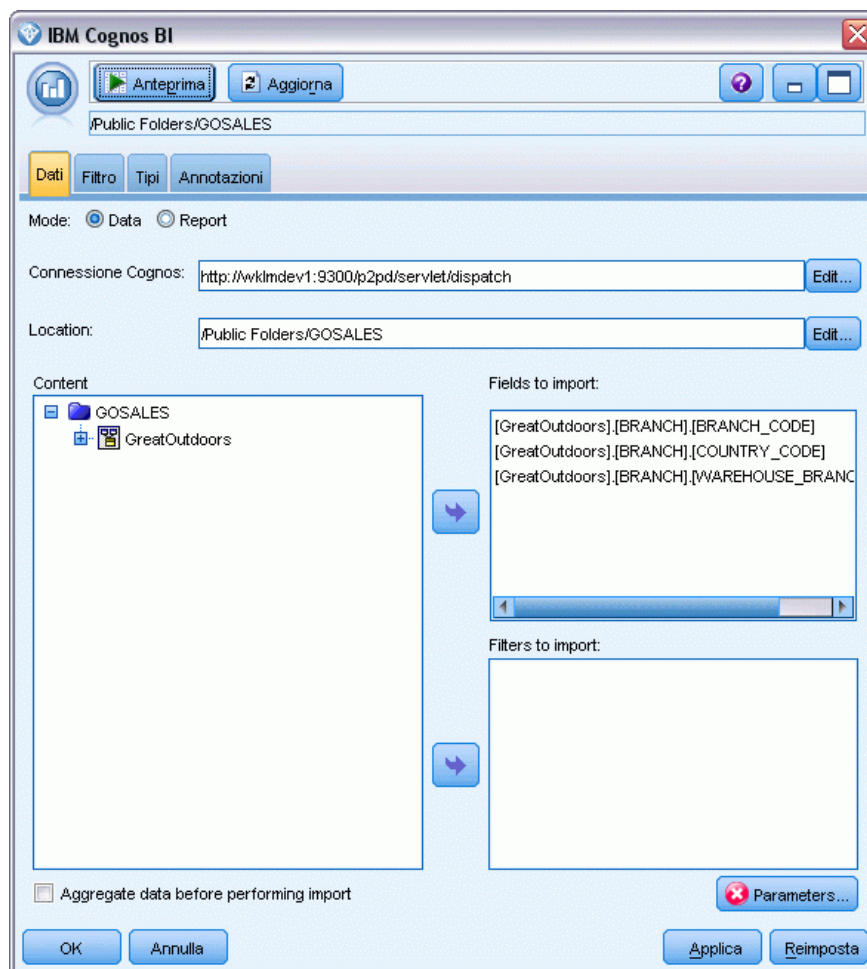 IBM Cognos BI
Anteprima
Aggiorna
/Public Folders/GOSALES
Dati
Filtro
Tipi
Annotazioni
Mode:
Data
Report
Connessione Cognos:
http://wklmdev1:9300/p2pd/servlet/dispatch
Edit...
Location:
/Public Folders/GOSALES
Edit...
Content
GOSALES
GreatOutdoors
Fields to import:
[GreatOutdoors].[BRANCH].[BRANCH_CODE]
[GreatOutdoors].[BRANCH].[COUNTRY_CODE]
[GreatOutdoors].[BRANCH].[WAREHOUSE_BRANC
Filters to import:
Aggregate data before performing import
Parameters...
OK
Annulla
Applica
Reimposta